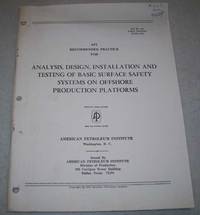 API
RECOMMENDED PRACTICE
FOR
ANALYSIS, DESIGN, INSTALLATION AND
TESTING OF BASIC SURFACE SAFETY
SYSTEMS ON OFFSHORE
PRODUCTION PLATFORMS
AMERICAN PETROLEUM INSTITUTE
Washington, D. C.
Issued By
AMERICAN PETROLEUM INSTITUTE
Division of Production
Dallas, Texas